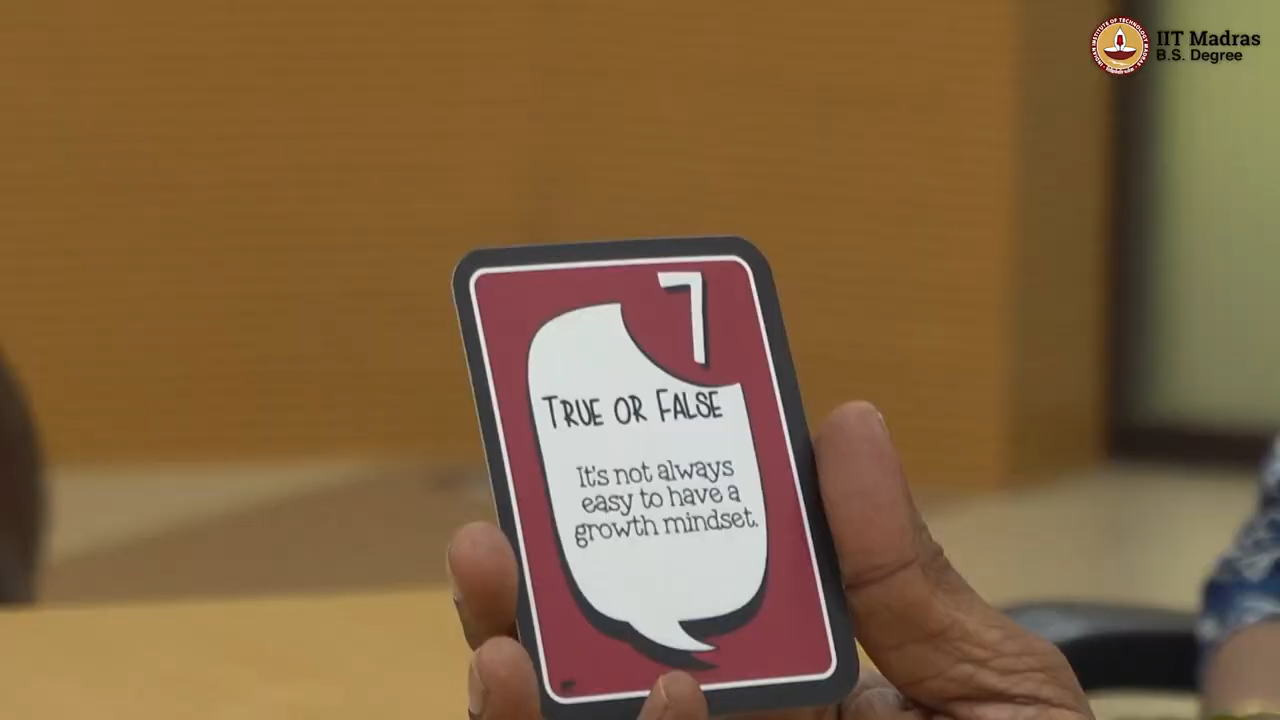 IIT Madras
B.S. Degree
7
TRUE OR FALSE
It's not always
easy to have a
growth mindset.